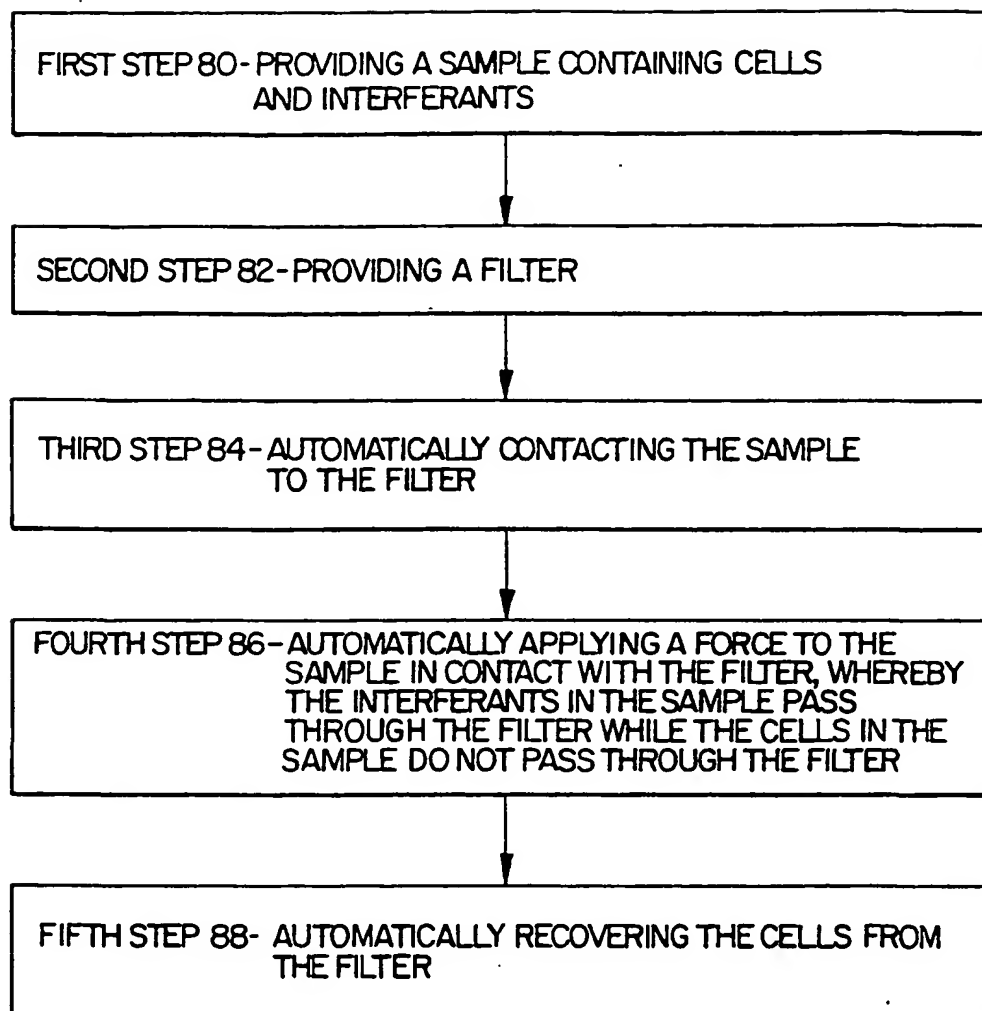 FIRST STEP 80- PROVIDING A SAMPLE CONTAINING CELLS
AND INTERFERANTS
SECOND STEP 82- PROVIDING A FILTER
THIRD STEP 84- AUTOMATICALLY CONTACTING THE SAMPLE
TO THE FILTER
FOURTH STEP 86- AUTOMATICALLY APPLYING A FORCE TO THE
SAMPLE IN CONTACT WITH THE FILTER, WHEREBY
THE INTERFERANTS IN THE SAMPLE PASS
THROUGH THE FILTER WHILE THE CELLS IN THE
SAMPLE DO NOT PASS THROUGH THE FILTER
FIFTH STEP 88- AUTOMATICALLY RECOVERING THE CELLS FROM
THE FILTER